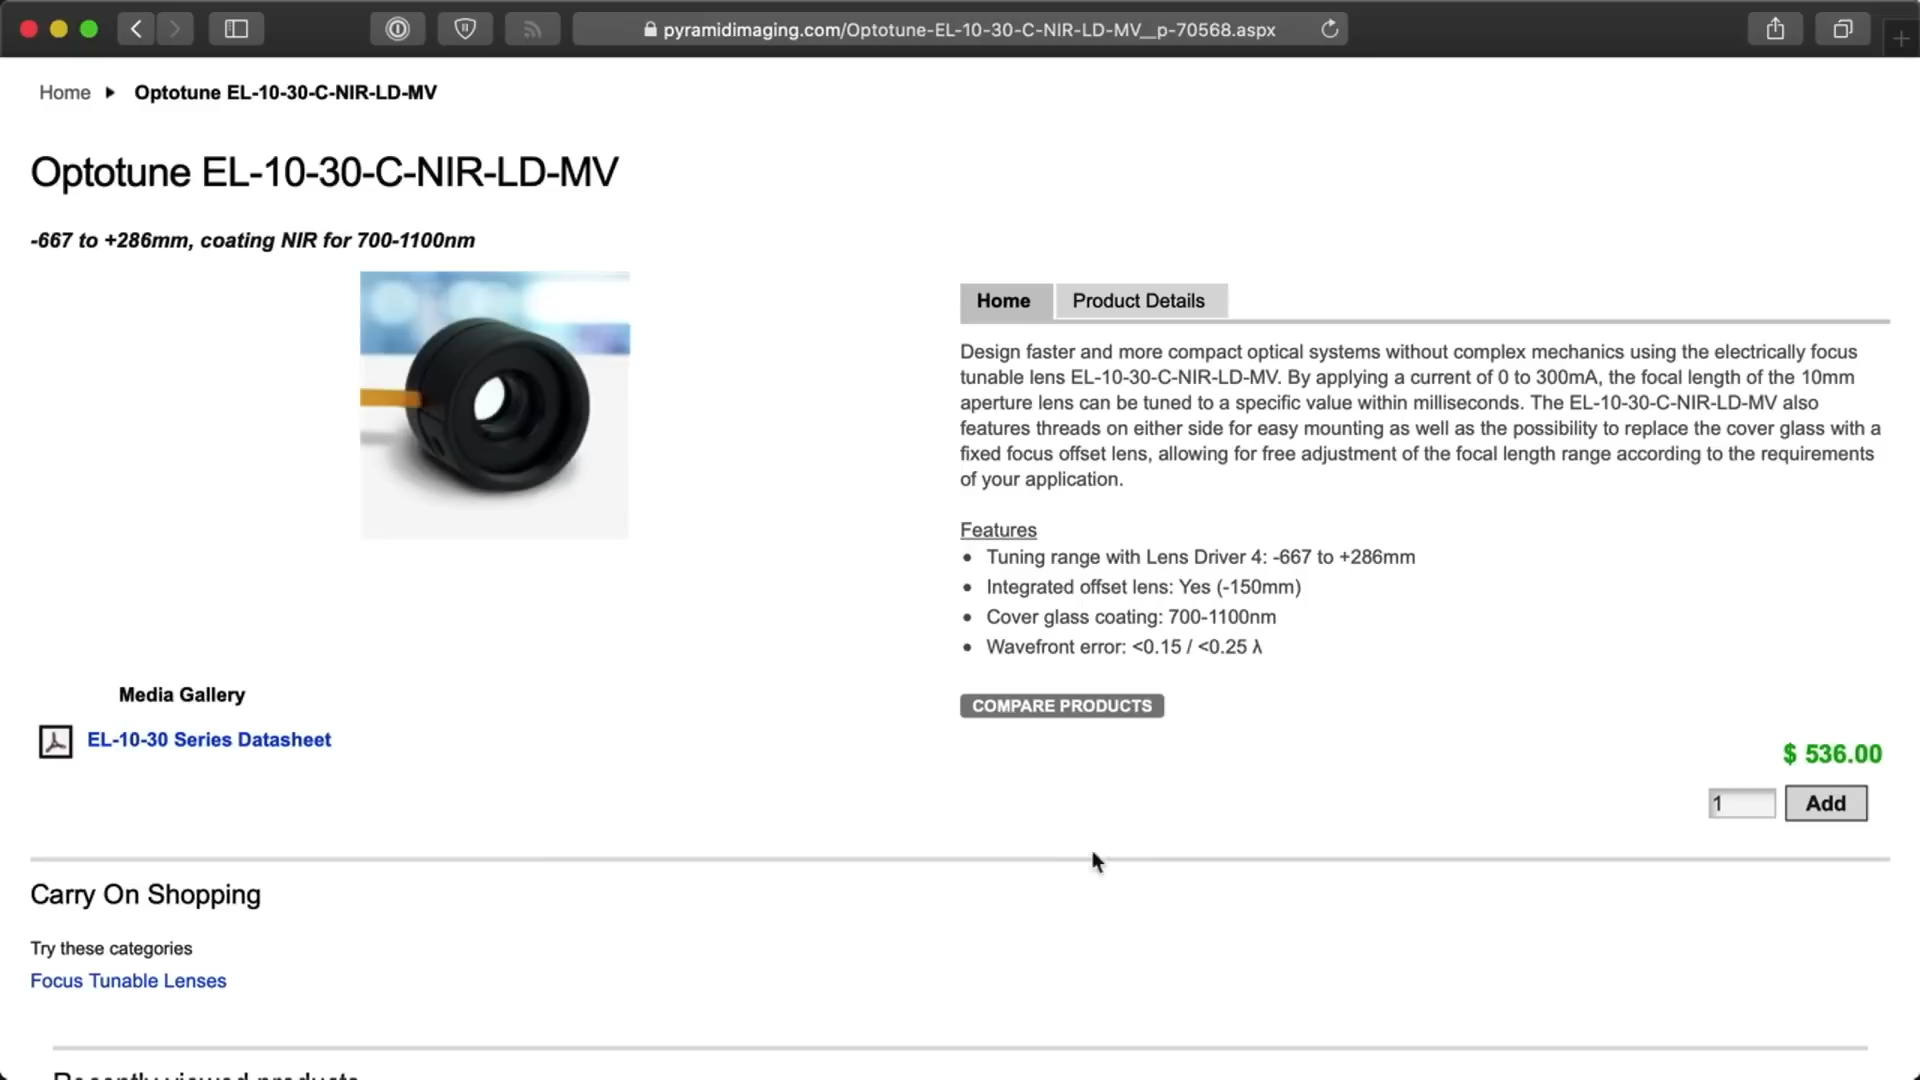 pyramidimaging.com/Optotune-EL-10-30-C-NIR-LD-MV__p-70568.aspx
Home ▶ Optotune EL-10-30-C-NIR-LD-MV
Optotune EL-10-30-C-NIR-LD-MV
-667 to +286mm, coating NIR for 700-1100nm
Home Product Details
Design faster and more compact optical systems without complex mechanics using the electrically focus
tunable lens EL-10-30-C-NIR-LD-MV. By applying a current of 0 to 300mA, the focal length of the 10mm
aperture lens can be tuned to a specific value within milliseconds. The EL-10-30-C-NIR-LD-MV also
features threads on either side for easy mounting as well as the possibility to replace the cover glass with a
fixed focus offset lens, allowing for free adjustment of the focal length range according to the requirements
of your application.
Features
• Tuning range with Lens Driver 4: -667 to +286mm
• Integrated offset lens: Yes (-150mm)
• Cover glass coating: 700-1100nm
• Wavefront error: <0.15 / <0.25 λ
COMPARE PRODUCTS
Media Gallery
EL-10-30 Series Datasheet
$ 536.00
1 Add
Carry On Shopping
Try these categories
Focus Tunable Lenses
Recently viewed products